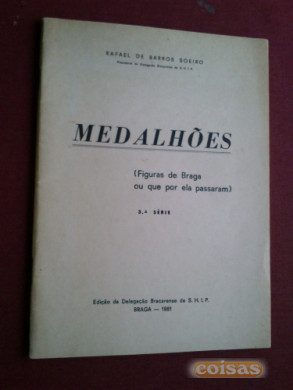 RAFAEL DE BARROS SOEIRO
MEDALHÕES
(Figuras de Braga
ou que por ela passaram)
SÉRIE
Edição da Delegação Bracarense da S. H. I. P.
BRAGA — 1981
coisas